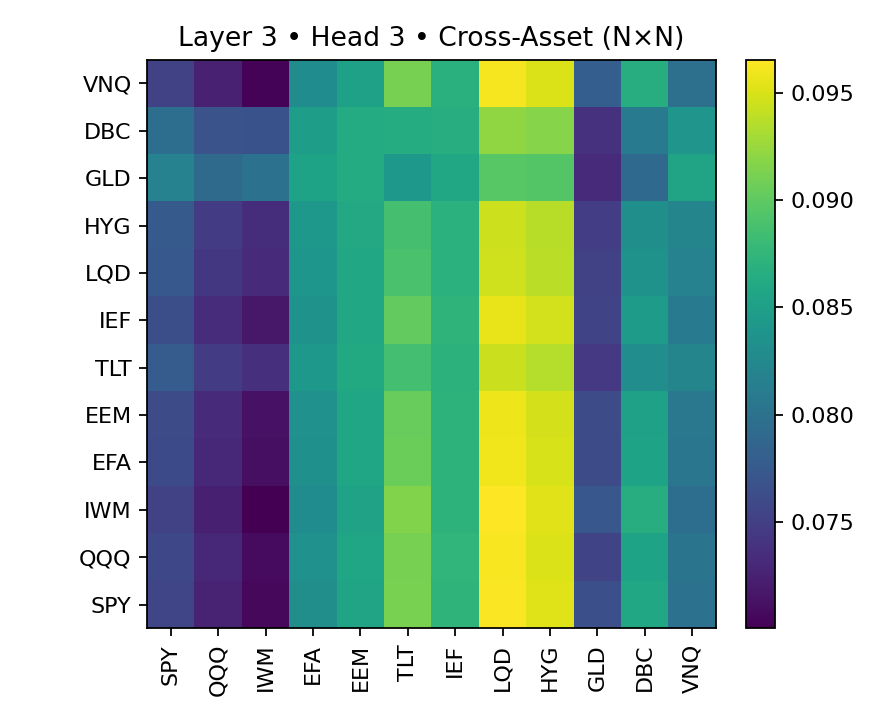 Layer 3 • Head 3 • Cross-Asset (N×N)
VNQ
DBC
GLD
HYG
LQD
IEF
TLT
EEM
EFA
IWM
QQQ
SPY
SPY QQQ IWM EFA EEM TLT IEF LQD HYG GLD DBC VNQ
0.095
0.090
0.085
0.080
0.075